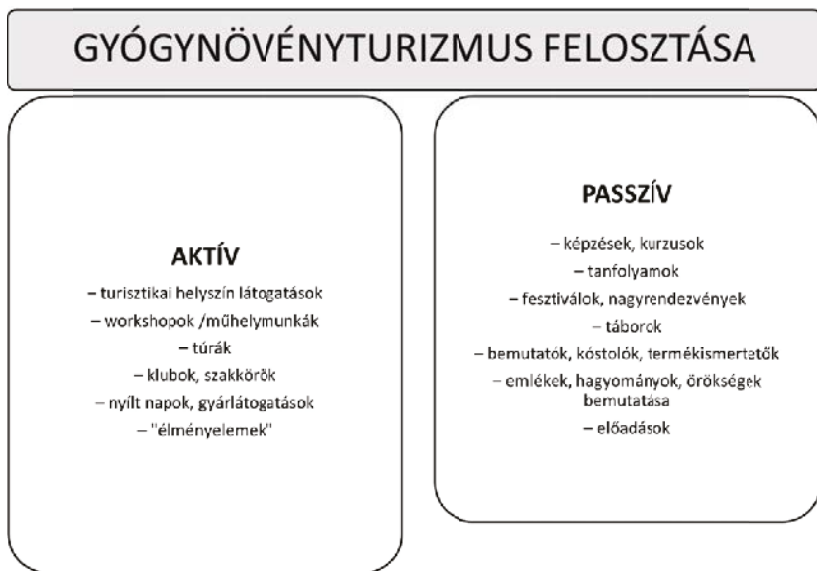 GYÓGYNÖVÉNYTURIZMUS FELOSZTÁSA
AKTÍV
– turisztikai helyszín látogatások
– workshopok /műhelymunkák
– túrák
– klubok, szakkörök
– nyílt napok, gyárlátogatások
– "élményelemek"
PASSZÍV
– képzések, kurzusok
– tanfolyamok
– fesztiválok, nagyrendezvények
– táborok
– bemutatók, kóstolók, termékismertetők
– emlékek, hagyományok, örökségek
bemutatása
– előadások